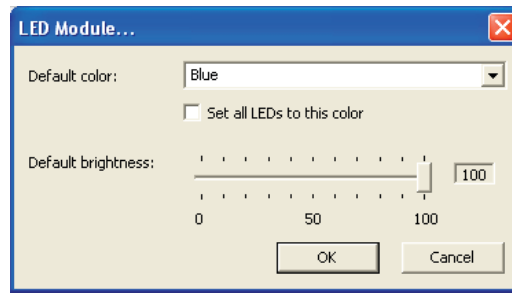 LED Module...
Default color: Blue
Set all LEDs to this color
Default brightness: 100
0 50 100
OK Cancel